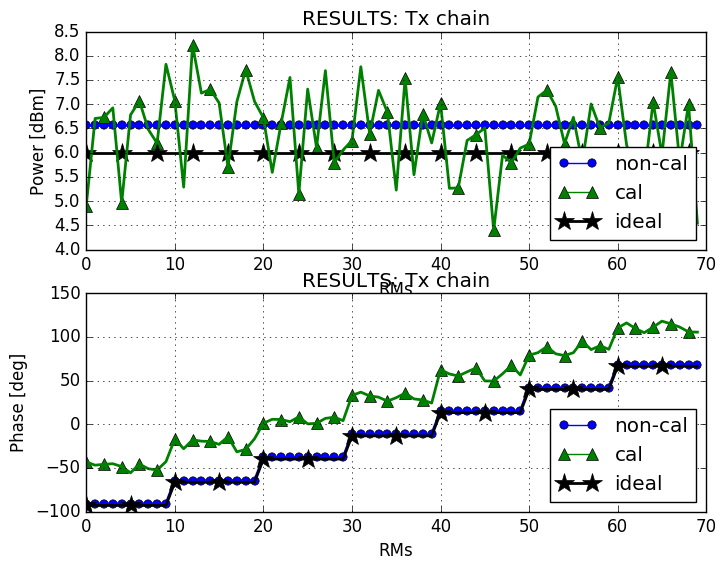 RESULTS: Tx chain
8.5
8.0
7.5
7.0
6.5
6.0
5.5
5.0
4.5
4.0
Power [dBm]
non-cal
cal
ideal
0 10 20 30 40 50 60 70
RMs
RESULTS: Tx chain
150
100
50
0
−50
−100
Phase [deg]
non-cal
cal
ideal
0 10 20 30 40 50 60 70
RMs